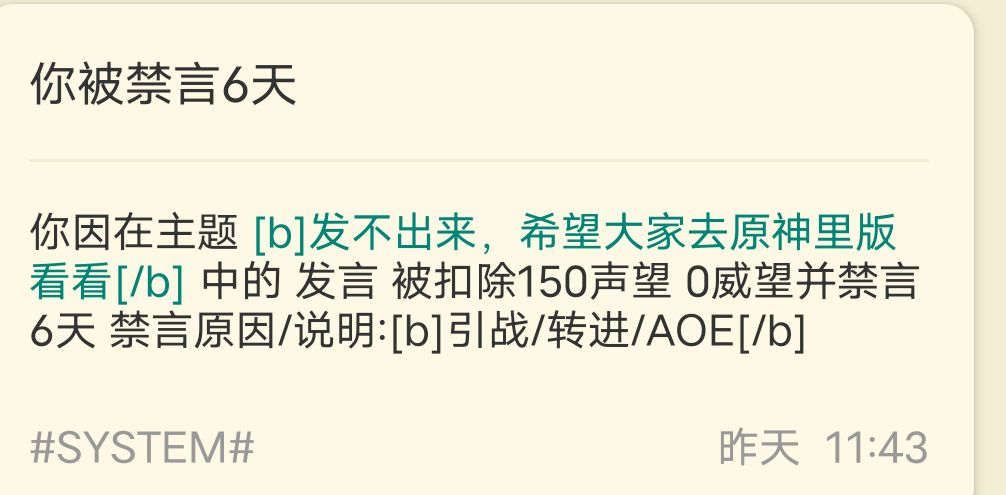 你被禁言6天
你因在主题 [b]发不出来，希望大家去原神里版
看看[/b] 中的 发言 被扣除150声望 0威望并禁言
6天 禁言原因/说明:[b]引战/转进/AOE[/b]
#SYSTEM#
昨天 11:43